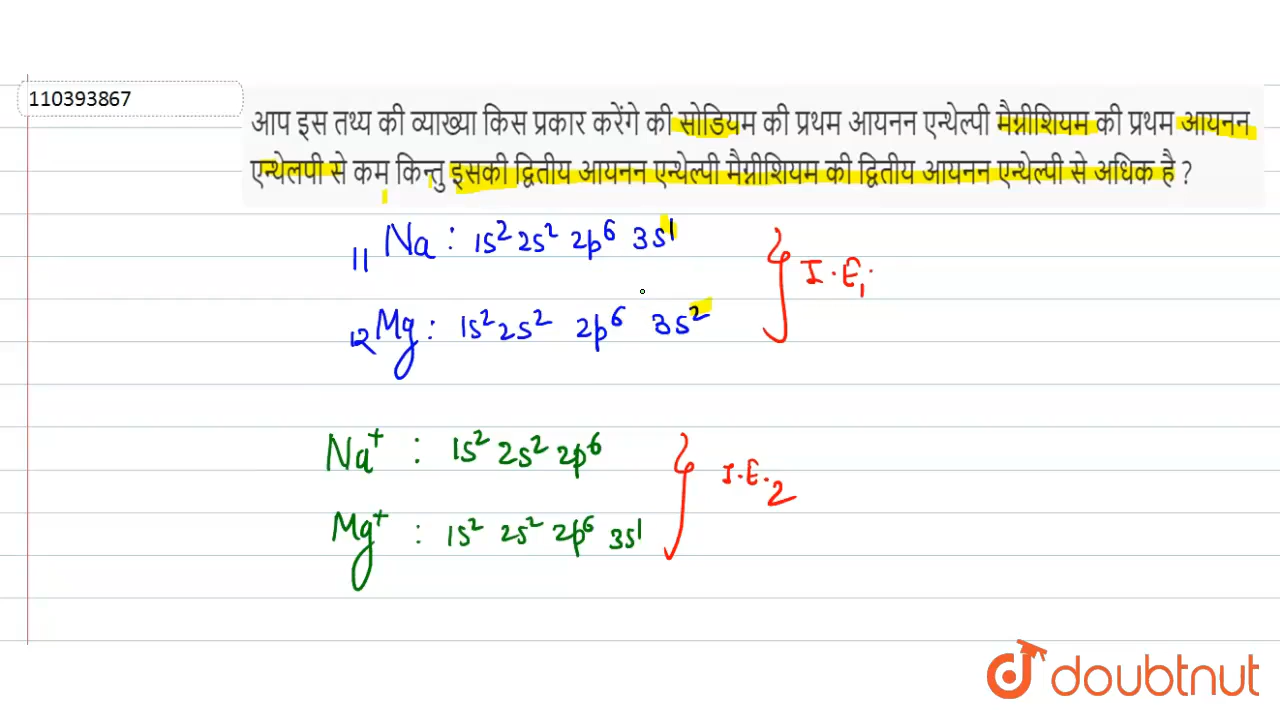 110393867
आप इस तथ्य की व्याख्या किस प्रकार करेंगे की सोडियम की प्रथम आयनन एन्थेल्पी मैग्नीशियम की प्रथम आयनन
एन्थेलपी से कम किन्तु इसकी द्वितीय आयनन एन्थेल्पी मैग्नीशियम की द्वितीय आयनन एन्थेल्पी से अधिक है ?
₁₁Na : 1s² 2s² 2p⁶ 3s¹
I.E.₁
₁₂Mg : 1s² 2s² 2p⁶ 3s²
Na⁺ : 1s² 2s² 2p⁶
I.E.₂
Mg⁺ : 1s² 2s² 2p⁶ 3s¹
doubtnut